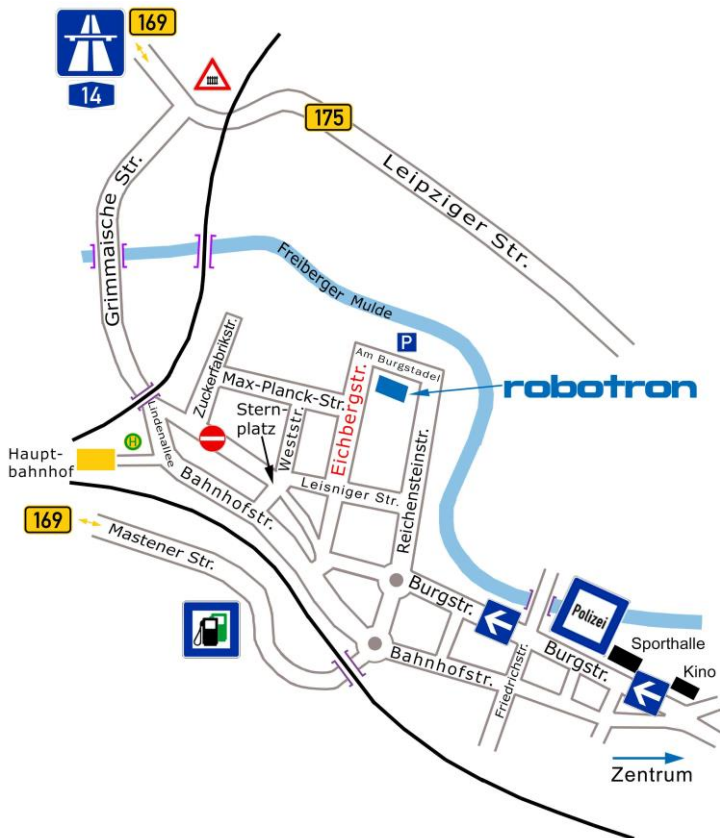 169
14
175
Leipziger Str.
Grimmaische Str.
Freiberger Mulde
P
Am Burgstadel
robotron
Zuckerfabrikstr.
Max-Planck-Str.
Eichbergstr.
Stern-
platz
Weststr.
Lindenallee
H
Haupt-
bahnhof
Bahnhofstr.
Leisniger Str.
Reichensteinstr.
169
Mastener Str.
Burgstr.
Polizei
Sporthalle
Kino
Burgstr.
Bahnhofstr.
Friedrichstr.
Zentrum